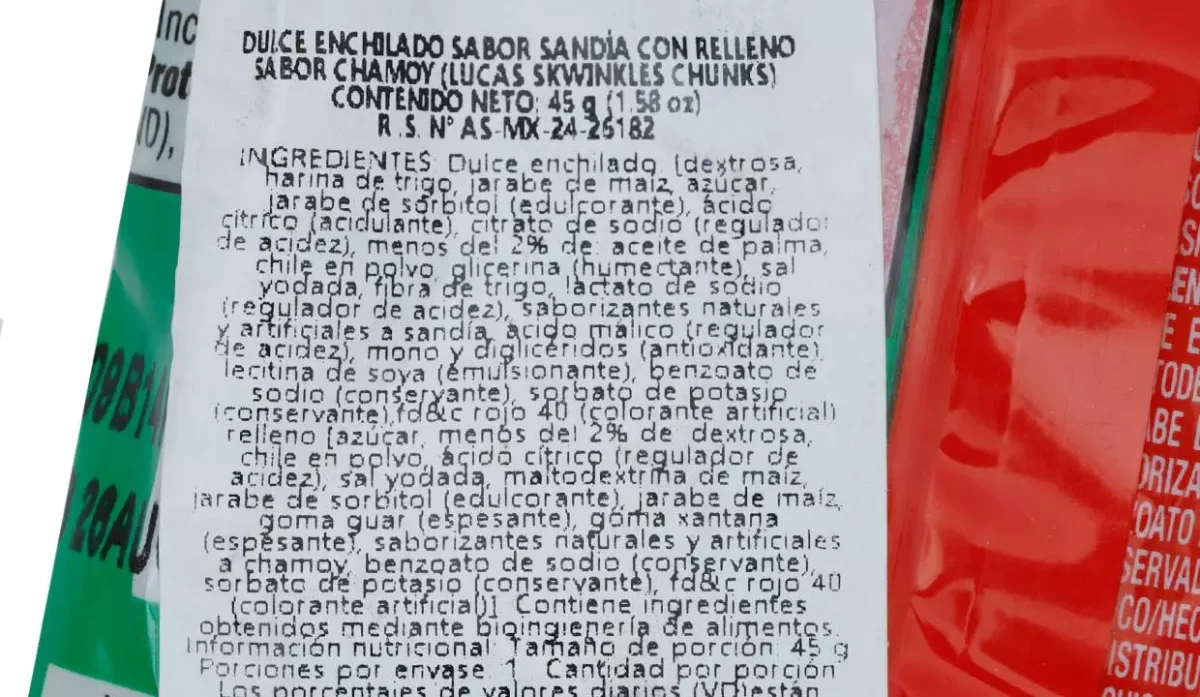 DULCE ENCHILADO SABOR SANDÍA CON RELLENO
SABOR CHAMOY (LUCAS SKWINKLES CHUNKS)
CONTENIDO NETO: 45 g (1.58 oz)
R.S. N° AS-MX-24-26182
INGREDIENTES: Dulce enchilado [dextrosa,
harina de trigo, jarabe de maíz, azúcar,
jarabe de sorbitol (edulcorante), ácido
cítrico (acidulante), citrato de sodio (regulador
de acidez), menos del 2% de: aceite de palma,
chile en polvo, glicerina (humectante), sal
yodada, fibra de trigo, lactato de sodio
(regulador de acidez), saborizantes naturales
y artificiales a sandía, ácido málico (regulador
de acidez), mono y diglicéridos (antioxidante),
lecitina de soya (emulsionante), benzoato de
sodio (conservante), sorbato de potasio
(conservante),fd&c rojo 40 (colorante artificial)
relleno [azúcar, menos del 2% de dextrosa,
chile en polvo, ácido cítrico (regulador de
acidez), sal yodada, maltodextrina de maíz,
jarabe de sorbitol (edulcorante), jarabe de maíz,
goma guar (espesante), goma xantana
(espesante), saborizantes naturales y artificiales
a chamoy, benzoato de sodio (conservante),
sorbato de potasio (conservante), fd&c rojo 40
(colorante artificial)] Contiene ingredientes
obtenidos mediante bioingienería de alimentos.
Información nutricional: Tamaño de porción: 45 g
Porciones por envase: 1 Cantidad por porción
Los porcentajes de valores diarios (VD)están